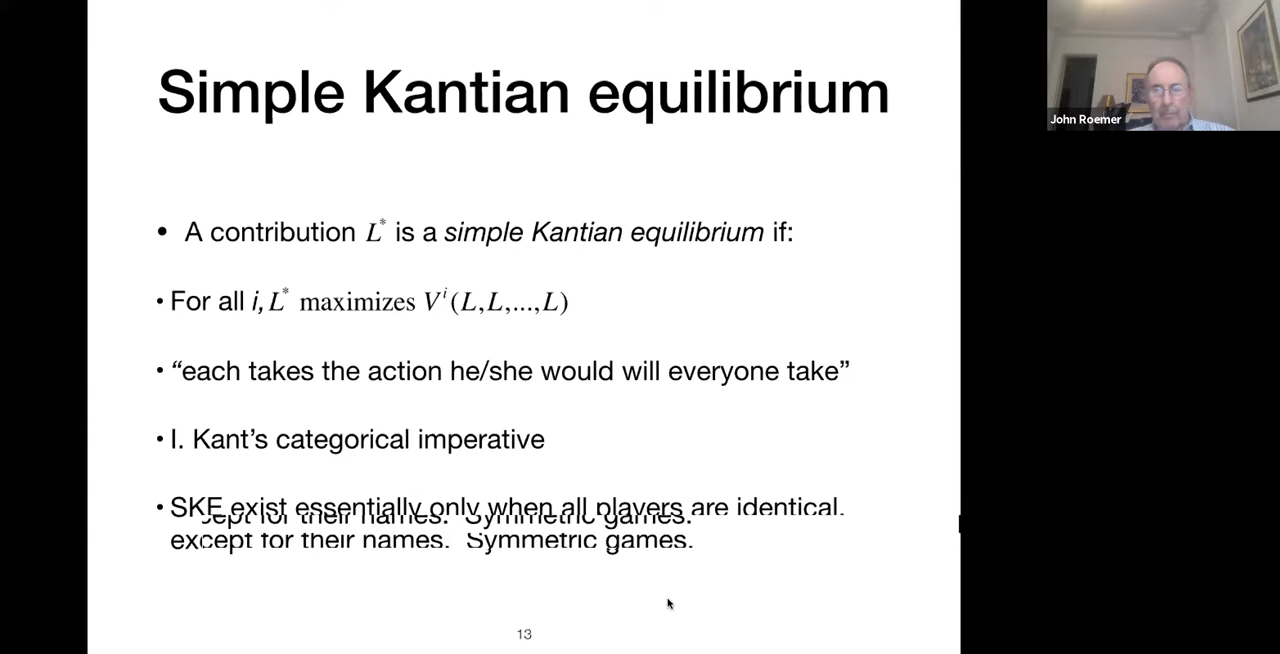 Simple Kantian equilibrium
John Roemer
• A contribution L* is a simple Kantian equilibrium if:
• For all i, L* maximizes Vⁱ(L,L,...,L)
• “each takes the action he/she would will everyone take”
• I. Kant’s categorical imperative
• SKE exist essentially only when all players are identical,
except for their names. Symmetric games.
13